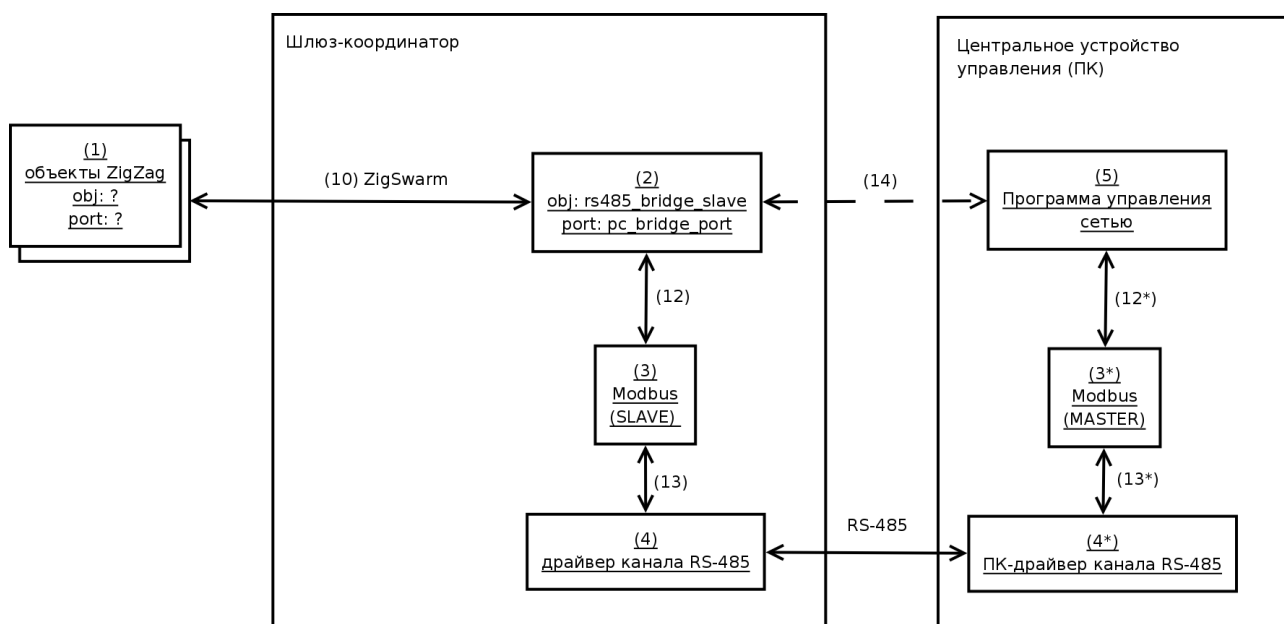 Шлюз-координатор
Центральное устройство
управления (ПК)
(1)
объекты ZigZag
obj: ?
port: ?
(10) ZigSwarm
(2)
obj: rs485_bridge_slave
port: pc_bridge_port
(14)
(5)
Программа управления
сетью
(12)
(12*)
(3)
Modbus
(SLAVE)
(3*)
Modbus
(MASTER)
(13)
(13*)
(4)
драйвер канала RS-485
RS-485
(4*)
ПК-драйвер канала RS-485